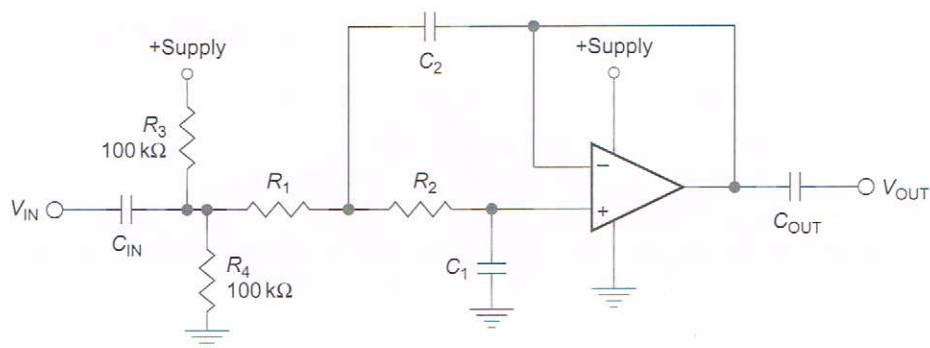 +Supply
+Supply
C2
R3
100 kΩ
R1
R2
−
+
VIN
CIN
VOUT
COUT
R4
100 kΩ
C1